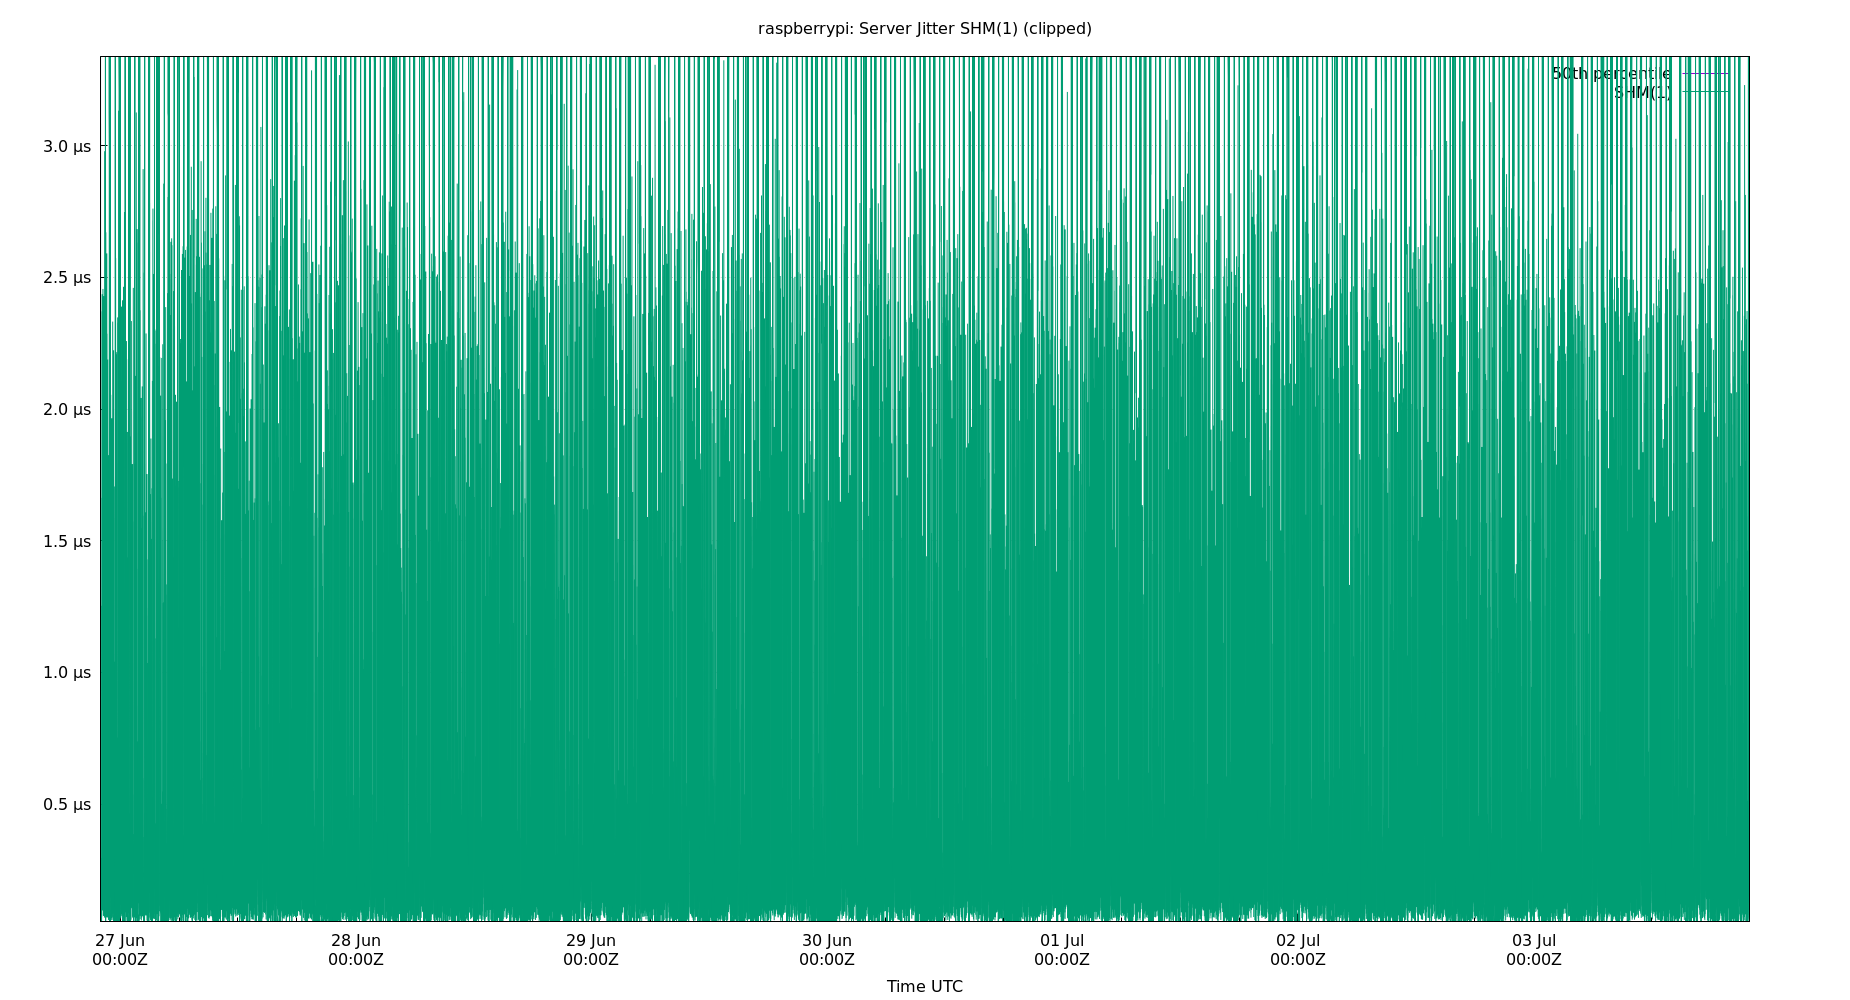 raspberrypi: Server Jitter SHM(1) (clipped)
50th percentile
SHM(1)
3.0 μs
2.5 μs
2.0 μs
1.5 μs
1.0 μs
0.5 μs
27 Jun 28 Jun 29 Jun 30 Jun 01 Jul 02 Jul 03 Jul
00:00Z 00:00Z 00:00Z 00:00Z 00:00Z 00:00Z 00:00Z
Time UTC